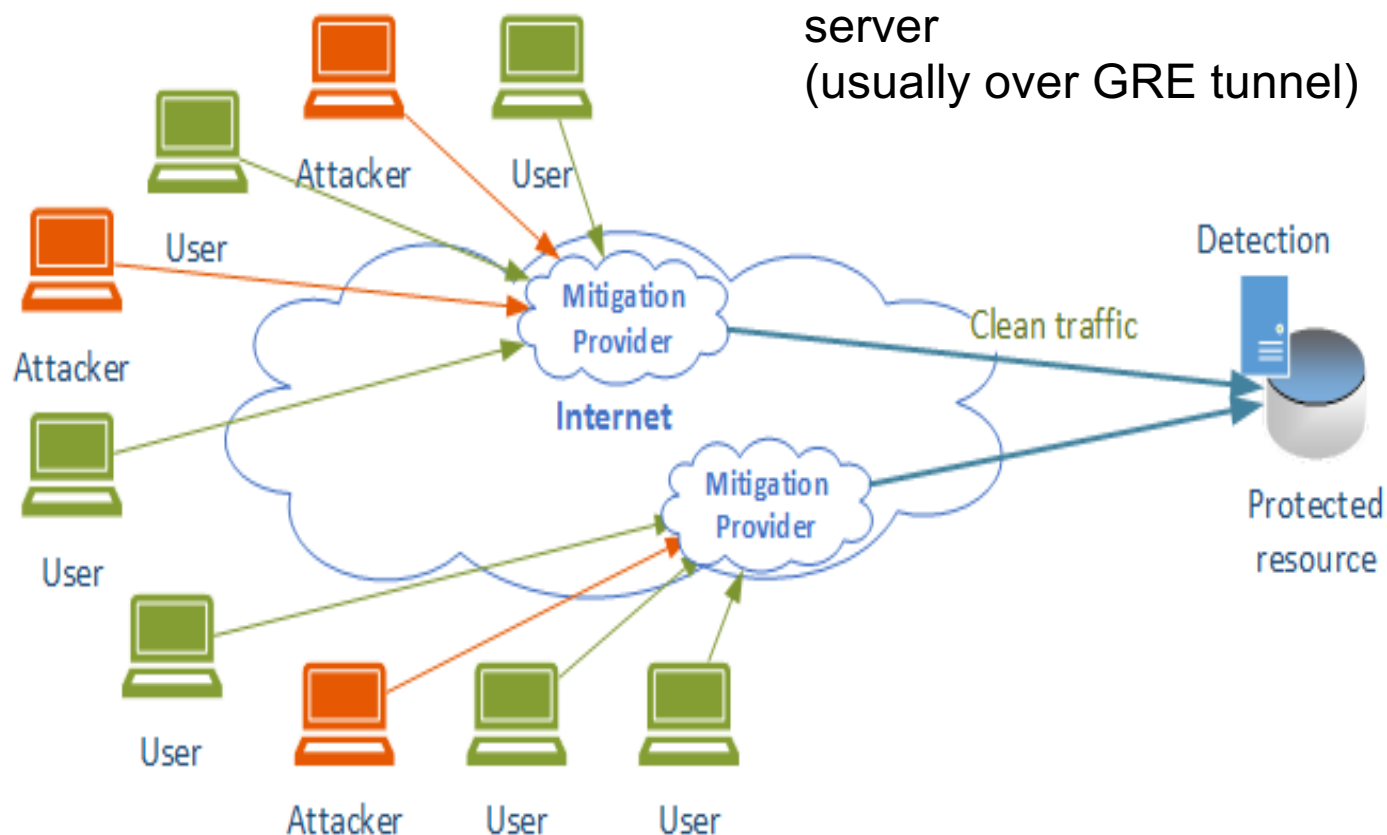 server
(usually over GRE tunnel)
Attacker
User
User
Detection
Mitigation
Provider
Clean traffic
Attacker
Internet
Mitigation
Provider
Protected
resource
User
User
Attacker
User
User